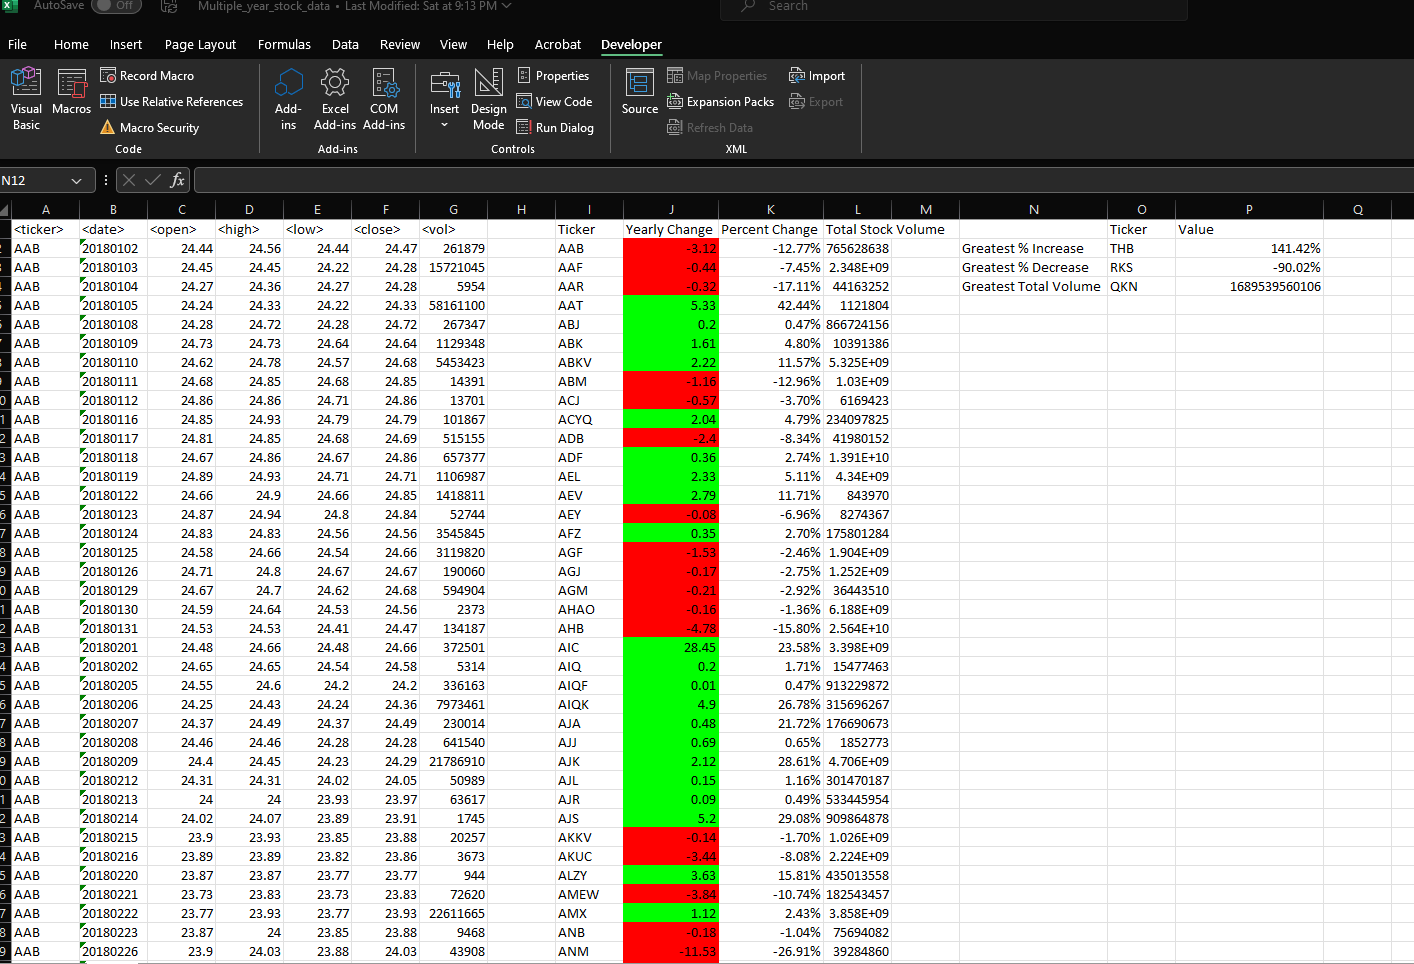 AutoSave Off Multiple_year_stock_data • Last Modified: Sat at 9:13 PM Search
File Home Insert Page Layout Formulas Data Review View Help Acrobat Developer
Visual Basic Macros Record Macro Use Relative References Macro Security Code
Add-ins Excel Add-ins COM Add-ins Add-ins
Insert Design Mode Properties View Code Run Dialog Controls
Source Map Properties Expansion Packs Refresh Data Import Export XML
N12 fx
A B C D E F G H I J K L M N O P Q
<ticker> <date> <open> <high> <low> <close> <vol> Ticker Yearly Change Percent Change Total Stock Volume Ticker Value
AAB 20180102 24.44 24.56 24.44 24.47 261879 AAB -3.12 -12.77% 765628638 Greatest % Increase THB 141.42%
AAB 20180103 24.45 24.45 24.22 24.28 15721045 AAF -0.44 -7.45% 2.348E+09 Greatest % Decrease RKS -90.02%
AAB 20180104 24.27 24.36 24.27 24.28 5954 AAR -0.32 -17.11% 44163252 Greatest Total Volume QKN 1689539560106
AAB 20180105 24.24 24.33 24.22 24.33 58161100 AAT 5.33 42.44% 1121804
AAB 20180108 24.28 24.72 24.28 24.72 267347 ABJ 0.2 0.47% 866724156
AAB 20180109 24.73 24.73 24.64 24.64 1129348 ABK 1.61 4.80% 10391386
AAB 20180110 24.62 24.78 24.57 24.68 5453423 ABKV 2.22 11.57% 5.325E+09
AAB 20180111 24.68 24.85 24.68 24.85 14391 ABM -1.16 -12.96% 1.03E+09
AAB 20180112 24.86 24.86 24.71 24.86 13701 ACJ -0.57 -3.70% 6169423
AAB 20180116 24.85 24.93 24.79 24.79 101867 ACYQ 2.04 4.79% 234097825
AAB 20180117 24.81 24.85 24.68 24.69 515155 ADB -2.4 -8.34% 41980152
AAB 20180118 24.67 24.86 24.67 24.86 657377 ADF 0.36 2.74% 1.391E+10
AAB 20180119 24.89 24.93 24.71 24.71 1106987 AEL 2.33 5.11% 4.34E+09
AAB 20180122 24.66 24.9 24.66 24.85 1418811 AEV 2.79 11.71% 843970
AAB 20180123 24.87 24.94 24.8 24.84 52744 AEY -0.08 -6.96% 8274367
AAB 20180124 24.83 24.83 24.56 24.56 3545845 AFZ 0.35 2.70% 175801284
AAB 20180125 24.58 24.66 24.54 24.66 3119820 AGF -1.53 -2.46% 1.904E+09
AAB 20180126 24.71 24.8 24.67 24.67 190060 AGJ -0.17 -2.75% 1.252E+09
AAB 20180129 24.67 24.7 24.62 24.68 594904 AGM -0.21 -2.92% 36443510
AAB 20180130 24.59 24.64 24.53 24.56 2373 AHAO -0.16 -1.36% 6.188E+09
AAB 20180131 24.53 24.53 24.41 24.47 134187 AHB -4.78 -15.80% 2.564E+10
AAB 20180201 24.48 24.66 24.48 24.66 372501 AIC 28.45 23.58% 3.398E+09
AAB 20180202 24.65 24.65 24.54 24.58 5314 AIQ 0.2 1.71% 15477463
AAB 20180205 24.55 24.6 24.2 24.2 336163 AIQF 0.01 0.47% 913229872
AAB 20180206 24.25 24.43 24.24 24.36 7973461 AIQK 4.9 26.78% 315696267
AAB 20180207 24.37 24.49 24.37 24.49 230014 AJA 0.48 21.72% 176690673
AAB 20180208 24.46 24.46 24.28 24.28 641540 AJJ 0.69 0.65% 1852773
AAB 20180209 24.4 24.45 24.23 24.29 21786910 AJK 2.12 28.61% 4.706E+09
AAB 20180212 24.31 24.31 24.02 24.05 50989 AJL 0.15 1.16% 301470187
AAB 20180213 24 24 23.93 23.97 63617 AJR 0.09 0.49% 533445954
AAB 20180214 24.02 24.07 23.89 23.91 1745 AJS 5.2 29.08% 909864878
AAB 20180215 23.9 23.93 23.85 23.88 20257 AKKV -0.14 -1.70% 1.026E+09
AAB 20180216 23.89 23.89 23.82 23.86 3673 AKUC -3.44 -8.08% 2.224E+09
AAB 20180220 23.87 23.87 23.77 23.77 944 ALZY 3.63 15.81% 435013558
AAB 20180221 23.73 23.83 23.73 23.83 72620 AMEW -3.84 -10.74% 182543457
AAB 20180222 23.77 23.93 23.77 23.93 22611665 AMX 1.12 2.43% 3.858E+09
AAB 20180223 23.87 24 23.85 23.88 9468 ANB -0.18 -1.04% 75694082
AAB 20180226 23.9 24.03 23.88 24.03 43908 ANM -11.53 -26.91% 39284860